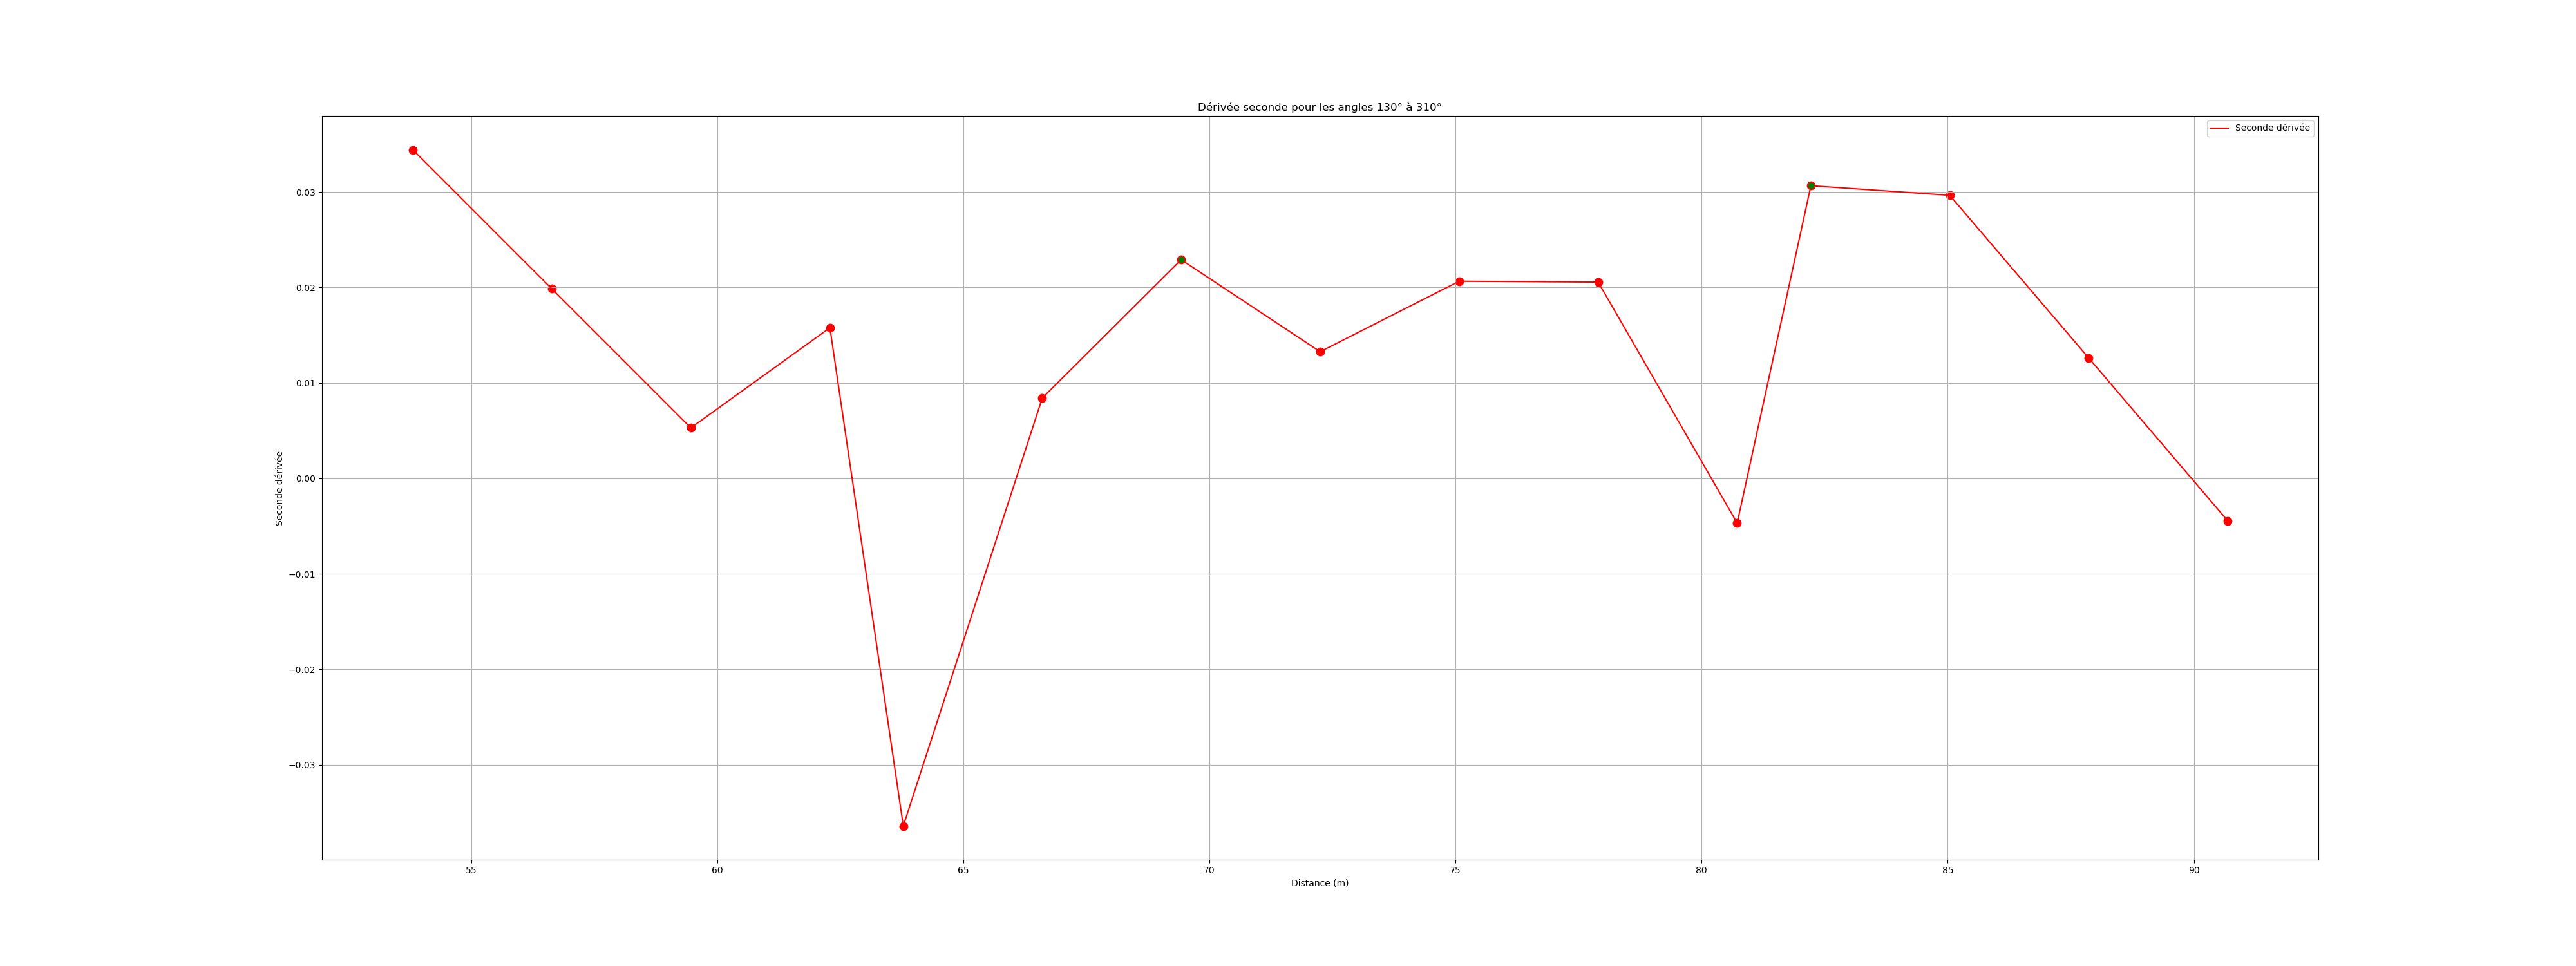 Dérivée seconde pour les angles 130° à 310°
Seconde dérivée
0.03
0.02
0.01
0.00
−0.01
−0.02
−0.03
Seconde dérivée
55 60 65 70 75 80 85 90
Distance (m)